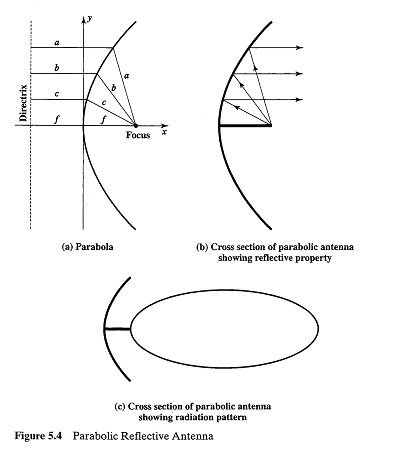 y
a
a
b
b
c
c
f
f
Directrix
Focus
x
(a) Parabola
(b) Cross section of parabolic antenna
showing reflective property
(c) Cross section of parabolic antenna
showing radiation pattern
Figure 5.4 Parabolic Reflective Antenna